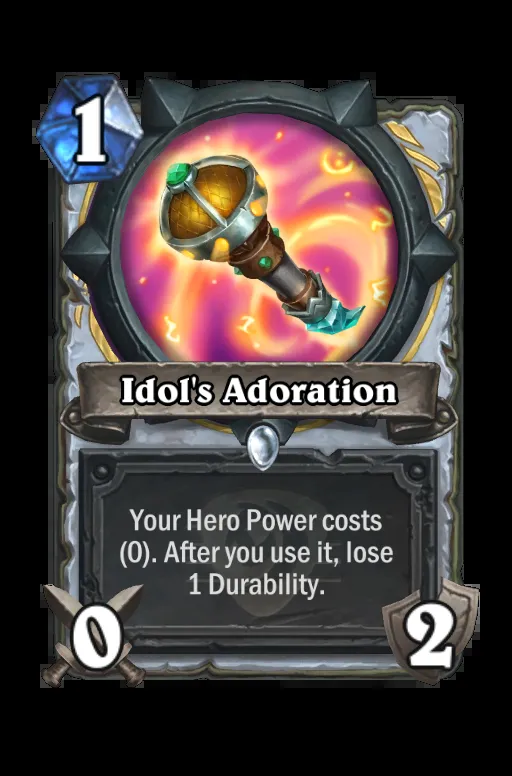 1
Idol's Adoration
Your Hero Power costs
(0). After you use it, lose
1 Durability.
0
2